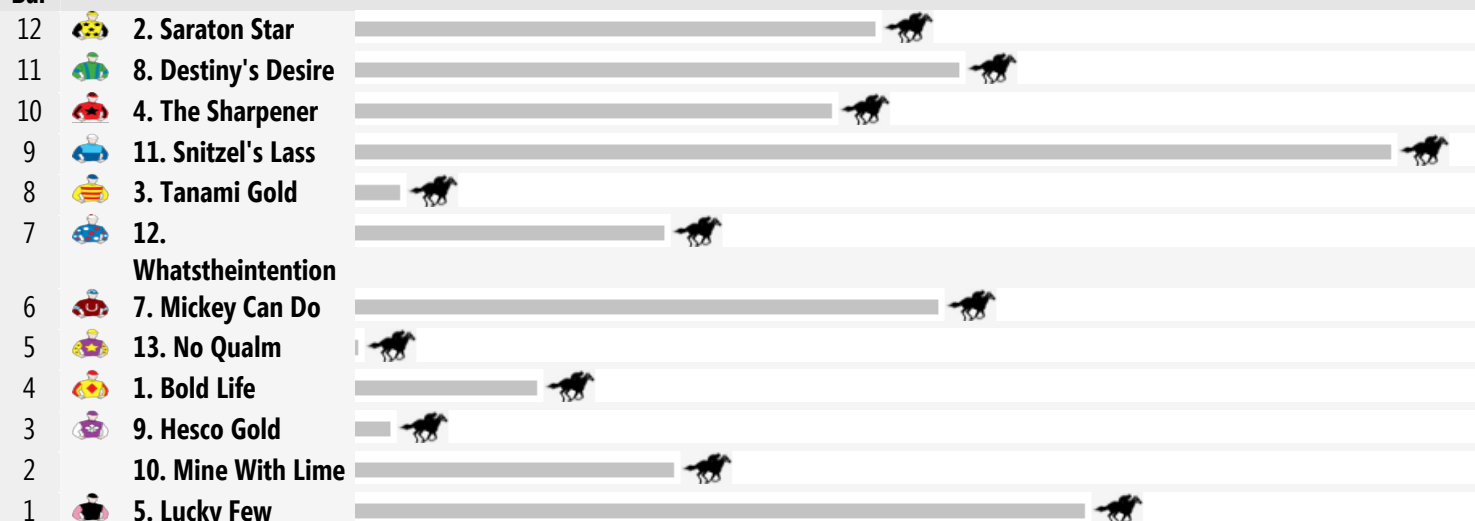 Bar
12 2. Saraton Star
11 8. Destiny's Desire
10 4. The Sharpener
9 11. Snitzel's Lass
8 3. Tanami Gold
7 12.
Whatstheintention
6 7. Mickey Can Do
5 13. No Qualm
4 1. Bold Life
3 9. Hesco Gold
2 10. Mine With Lime
1 5. Lucky Few